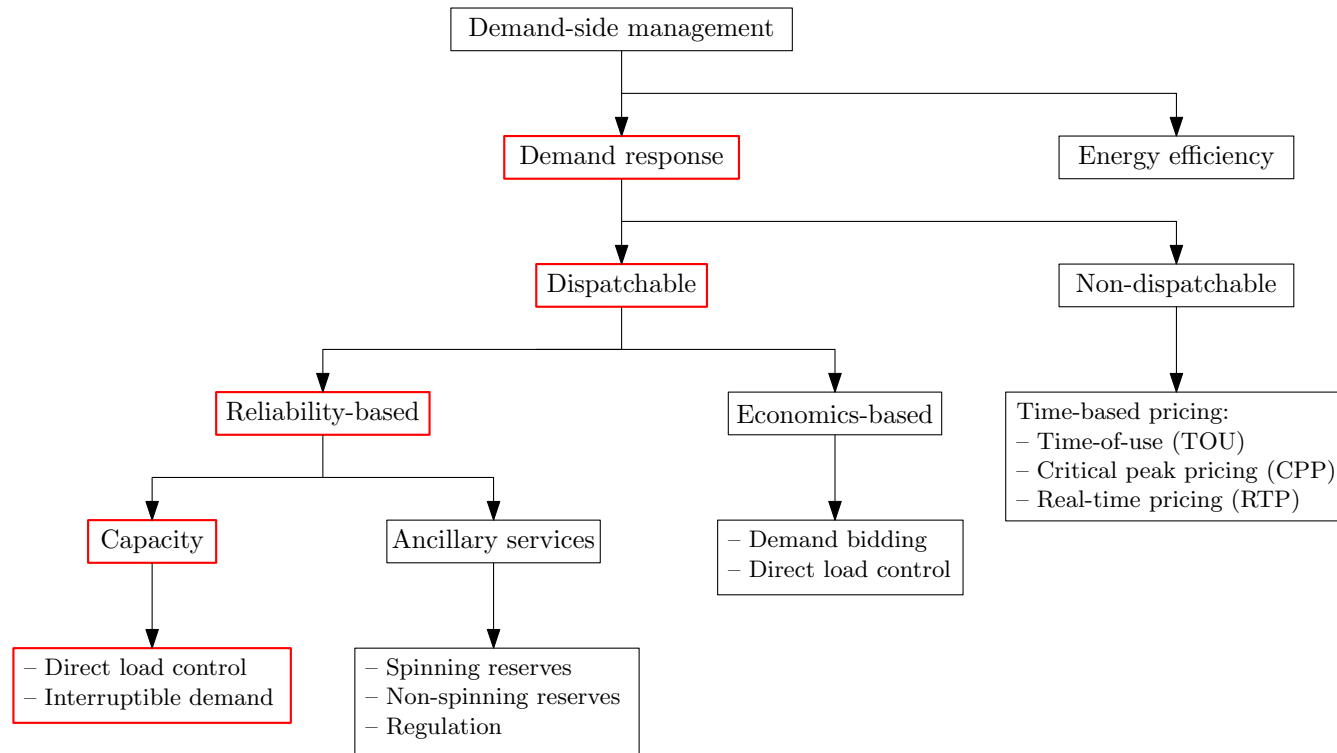 Demand-side management
Demand response
Energy efficiency
Dispatchable
Non-dispatchable
Reliability-based
Economics-based
Time-based pricing:
– Time-of-use (TOU)
– Critical peak pricing (CPP)
– Real-time pricing (RTP)
Capacity
Ancillary services
– Demand bidding
– Direct load control
– Direct load control
– Interruptible demand
– Spinning reserves
– Non-spinning reserves
– Regulation